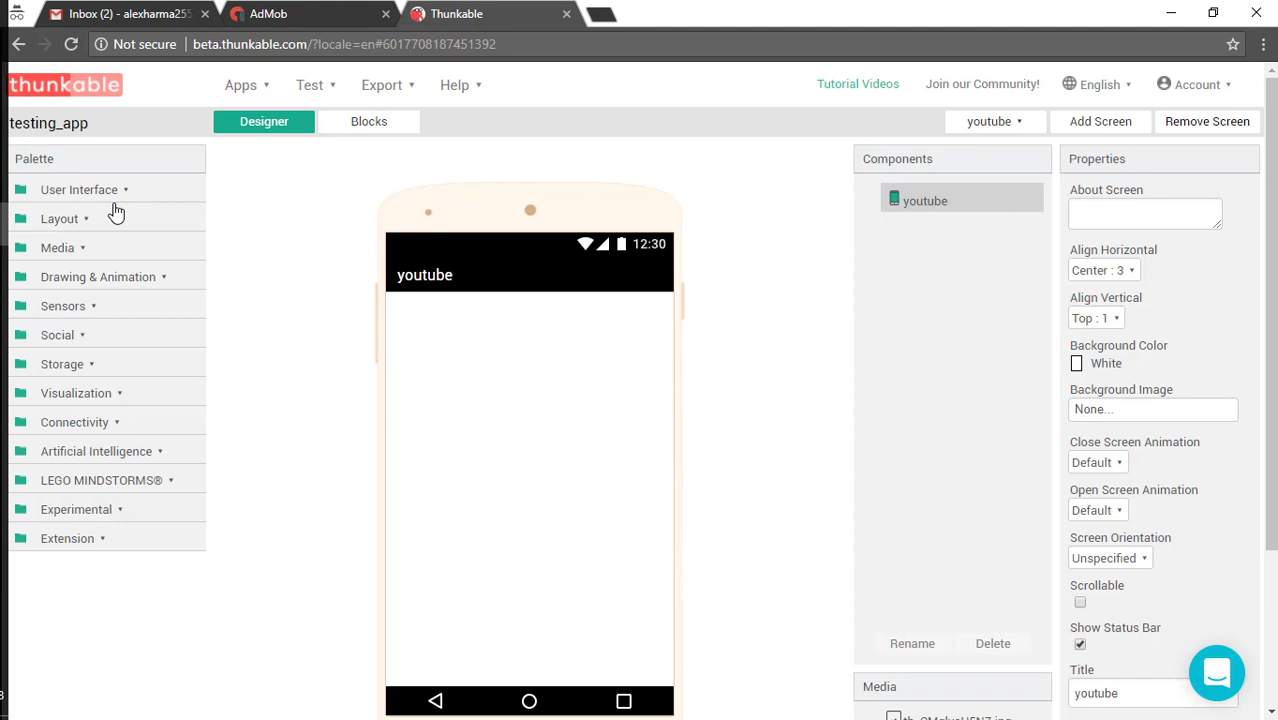 Inbox (2) - alexharma255
AdMob
Thunkable
Not secure
beta.thunkable.com/?locale=en#6017708187451392
thunkable
Apps
Test
Export
Help
Tutorial Videos
Join our Community!
English
Account
testing_app
Designer
Blocks
youtube
Add Screen
Remove Screen
Palette
User Interface
Layout
Media
Drawing & Animation
Sensors
Social
Storage
Visualization
Connectivity
Artificial Intelligence
LEGO MINDSTORMS®
Experimental
Extension
12:30
youtube
Components
youtube
Rename
Delete
Media
Properties
About Screen
Align Horizontal
Center : 3
Align Vertical
Top : 1
Background Color
White
Background Image
None...
Close Screen Animation
Default
Open Screen Animation
Default
Screen Orientation
Unspecified
Scrollable
Show Status Bar
Title
youtube